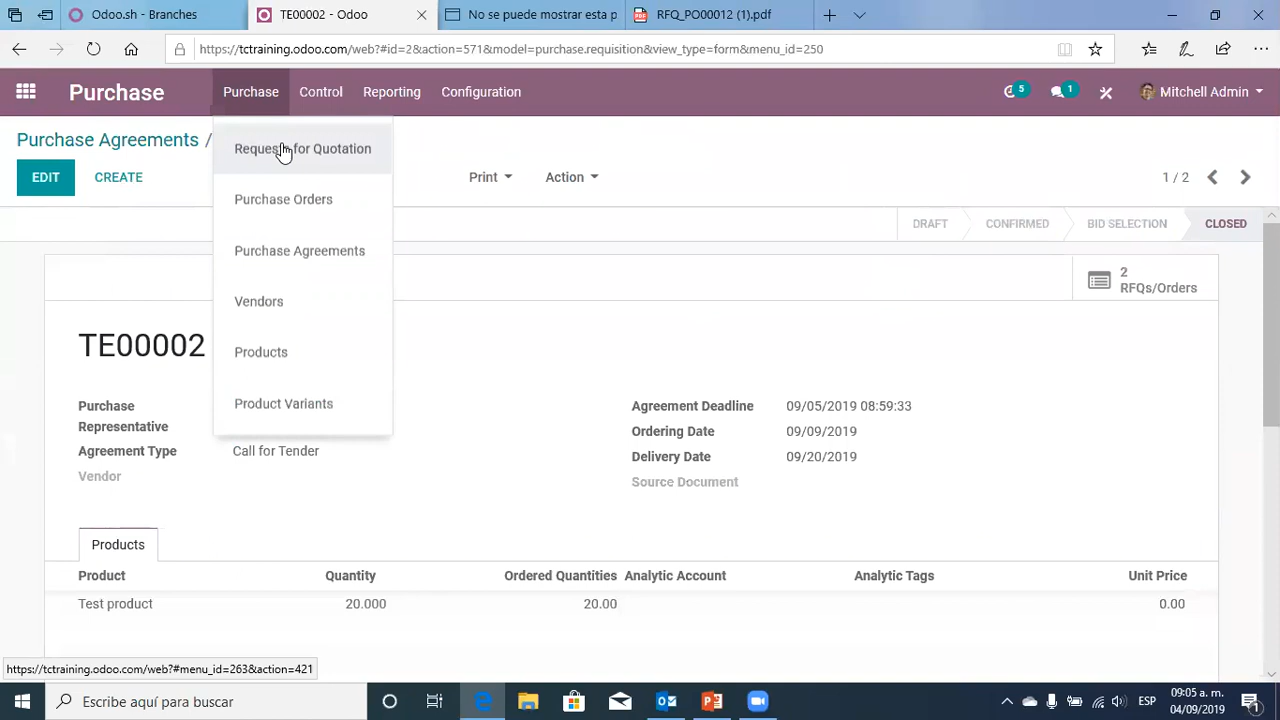 Odoo.sh - Branches
TE00002 - Odoo
No se puede mostrar esta p
RFQ_PO00012 (1).pdf
https://tctraining.odoo.com/web?#id=2&action=571&model=purchase.requisition&view_type=form&menu_id=250
Purchase
Purchase
Control
Reporting
Configuration
5
1
Mitchell Admin
Purchase Agreements /
Requests for Quotation
EDIT
CREATE
Print
Action
1 / 2
Purchase Orders
DRAFT
CONFIRMED
BID SELECTION
CLOSED
Purchase Agreements
2
RFQs/Orders
Vendors
TE00002
Products
Product Variants
Purchase
Representative
Agreement Deadline
09/05/2019 08:59:33
Ordering Date
09/09/2019
Agreement Type
Call for Tender
Delivery Date
09/20/2019
Vendor
Source Document
Products
Product
Quantity
Ordered Quantities
Analytic Account
Analytic Tags
Unit Price
Test product
20.000
20.00
0.00
https://tctraining.odoo.com/web?#menu_id=263&action=421
Escribe aquí para buscar
ESP
09:05 a. m.
04/09/2019
1